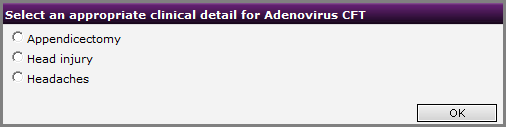 Select an appropriate clinical detail for Adenovirus CFT
Appendicectomy
Head injury
Headaches
OK